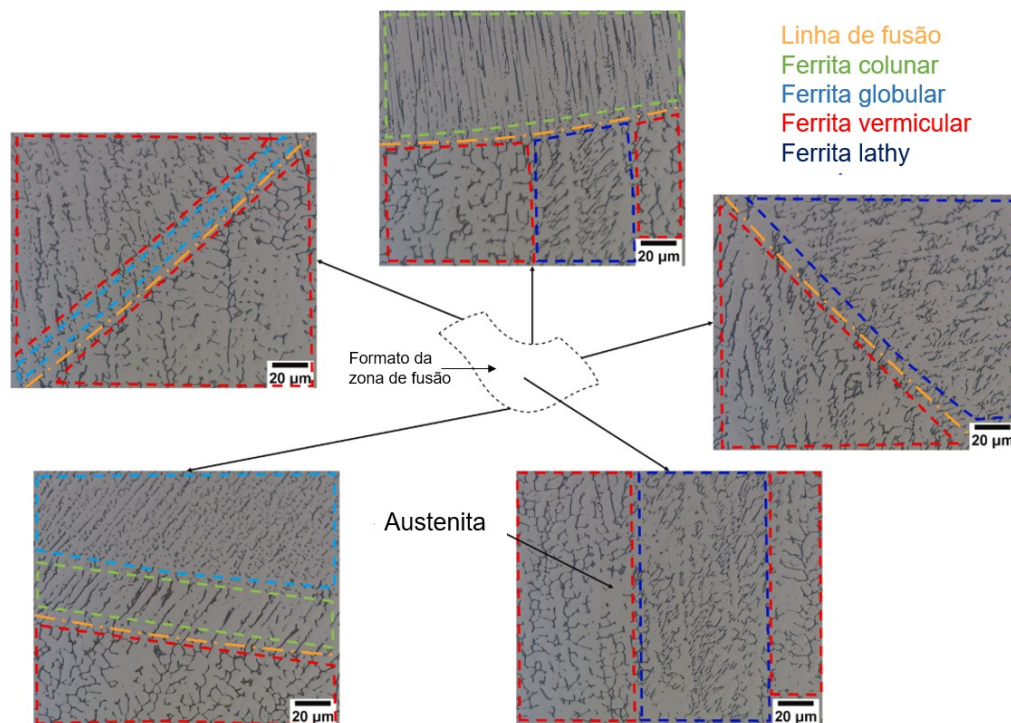 Linha de fusão
Ferrita colunar
Ferrita globular
Ferrita vermicular
Ferrita lathy
20 µm
20 µm
20 µm
Formato da
zona de fusão
Austenita
20 µm
20 µm